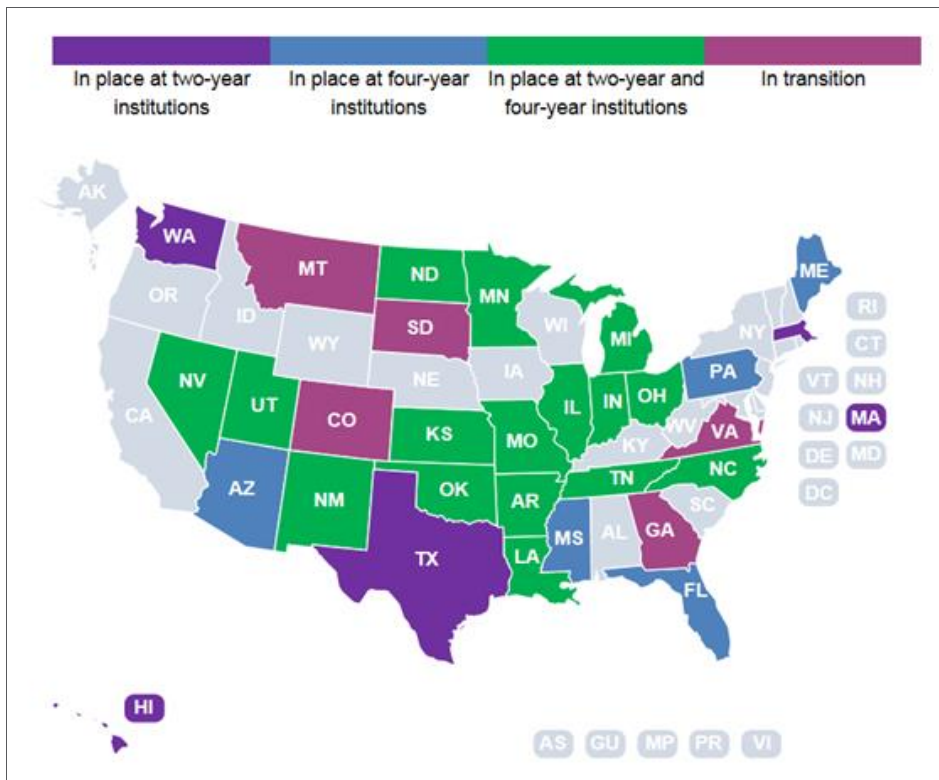 In place at two-year
institutions
In place at four-year
institutions
In place at two-year and
four-year institutions
In transition
AK
WA
MT
ND
MN
ME
OR
ID
SD
WI
NY
RI
WY
MI
CT
NV
NE
IA
PA
VT
NH
UT
CO
IL
IN
OH
CA
KS
MO
WV
VA
NJ
MA
KY
DE
MD
AZ
NM
OK
AR
TN
NC
DC
SC
MS
AL
GA
TX
LA
FL
HI
AS
GU
MP
PR
VI